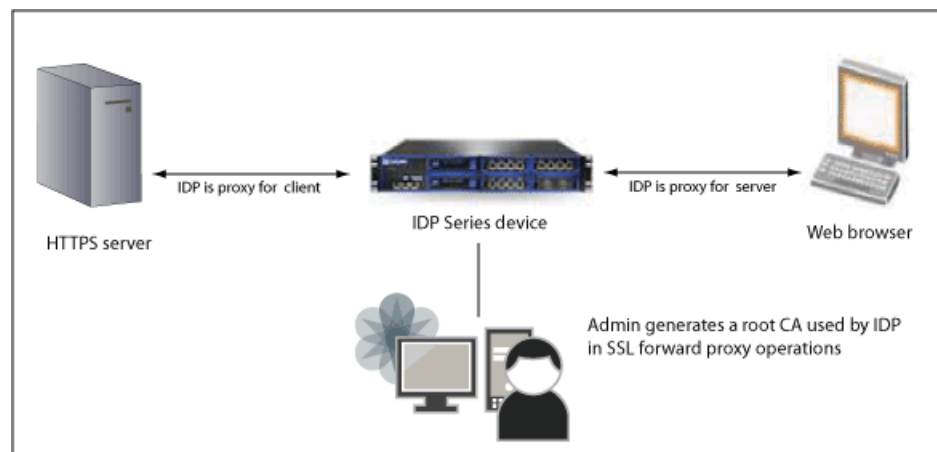 IDP is proxy for client
IDP is proxy for server
IDP Series device
HTTPS server
Web browser
Admin generates a root CA used by IDP
in SSL forward proxy operations